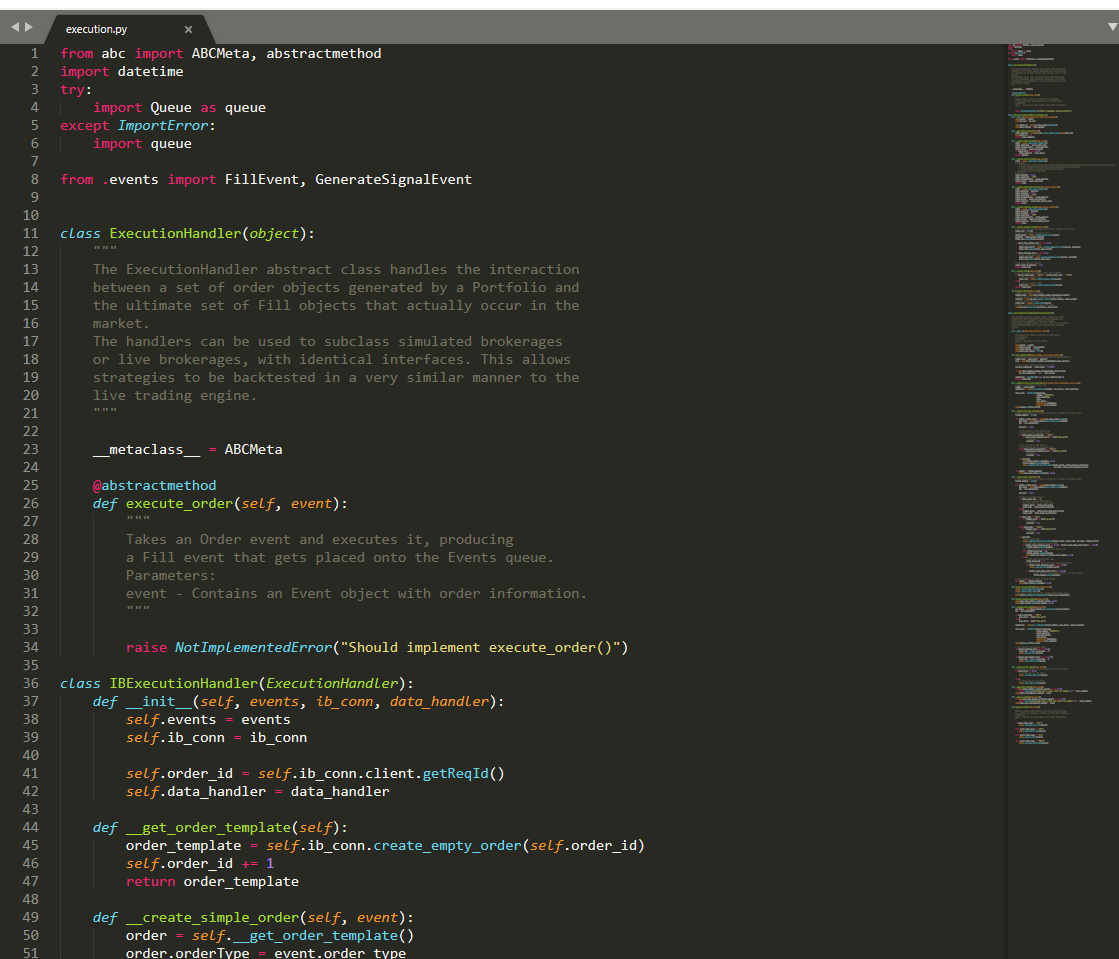 execution.py
1 from abc import ABCMeta, abstractmethod
2 import datetime
3 try:
4     import Queue as queue
5 except ImportError:
6     import queue
7
8 from .events import FillEvent, GenerateSignalEvent
9
10
11 class ExecutionHandler(object):
12     """
13     The ExecutionHandler abstract class handles the interaction
14     between a set of order objects generated by a Portfolio and
15     the ultimate set of Fill objects that actually occur in the
16     market.
17     The handlers can be used to subclass simulated brokerages
18     or live brokerages, with identical interfaces. This allows
19     strategies to be backtested in a very similar manner to the
20     live trading engine.
21     """
22
23     __metaclass__ = ABCMeta
24
25     @abstractmethod
26     def execute_order(self, event):
27         """
28         Takes an Order event and executes it, producing
29         a Fill event that gets placed onto the Events queue.
30         Parameters:
31         event - Contains an Event object with order information.
32         """
33
34         raise NotImplementedError("Should implement execute_order()")
35
36 class IBExecutionHandler(ExecutionHandler):
37     def __init__(self, events, ib_conn, data_handler):
38         self.events = events
39         self.ib_conn = ib_conn
40
41         self.order_id = self.ib_conn.client.getReqId()
42         self.data_handler = data_handler
43
44     def __get_order_template(self):
45         order_template = self.ib_conn.create_empty_order(self.order_id)
46         self.order_id += 1
47         return order_template
48
49     def __create_simple_order(self, event):
50         order = self.__get_order_template()
51         order.orderType = event.order_type